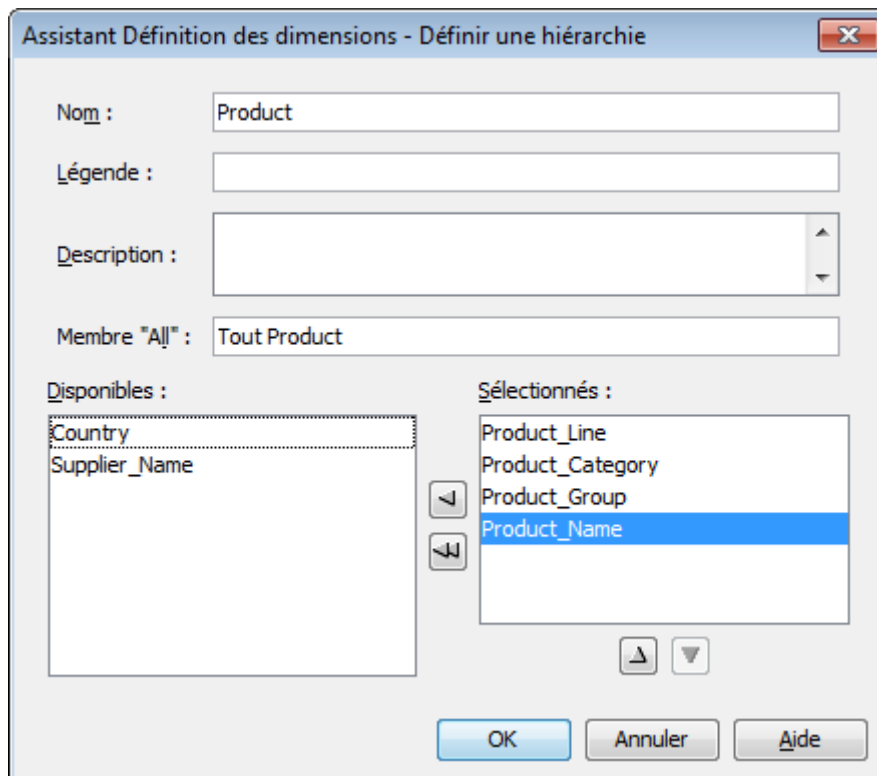 Assistant Définition des dimensions - Définir une hiérarchie
Nom : Product
Légende :
Description :
Membre "All" : Tout Product
Disponibles : Sélectionnés :
Country Product_Line
Supplier_Name Product_Category
Product_Group
Product_Name
OK Annuler Aide